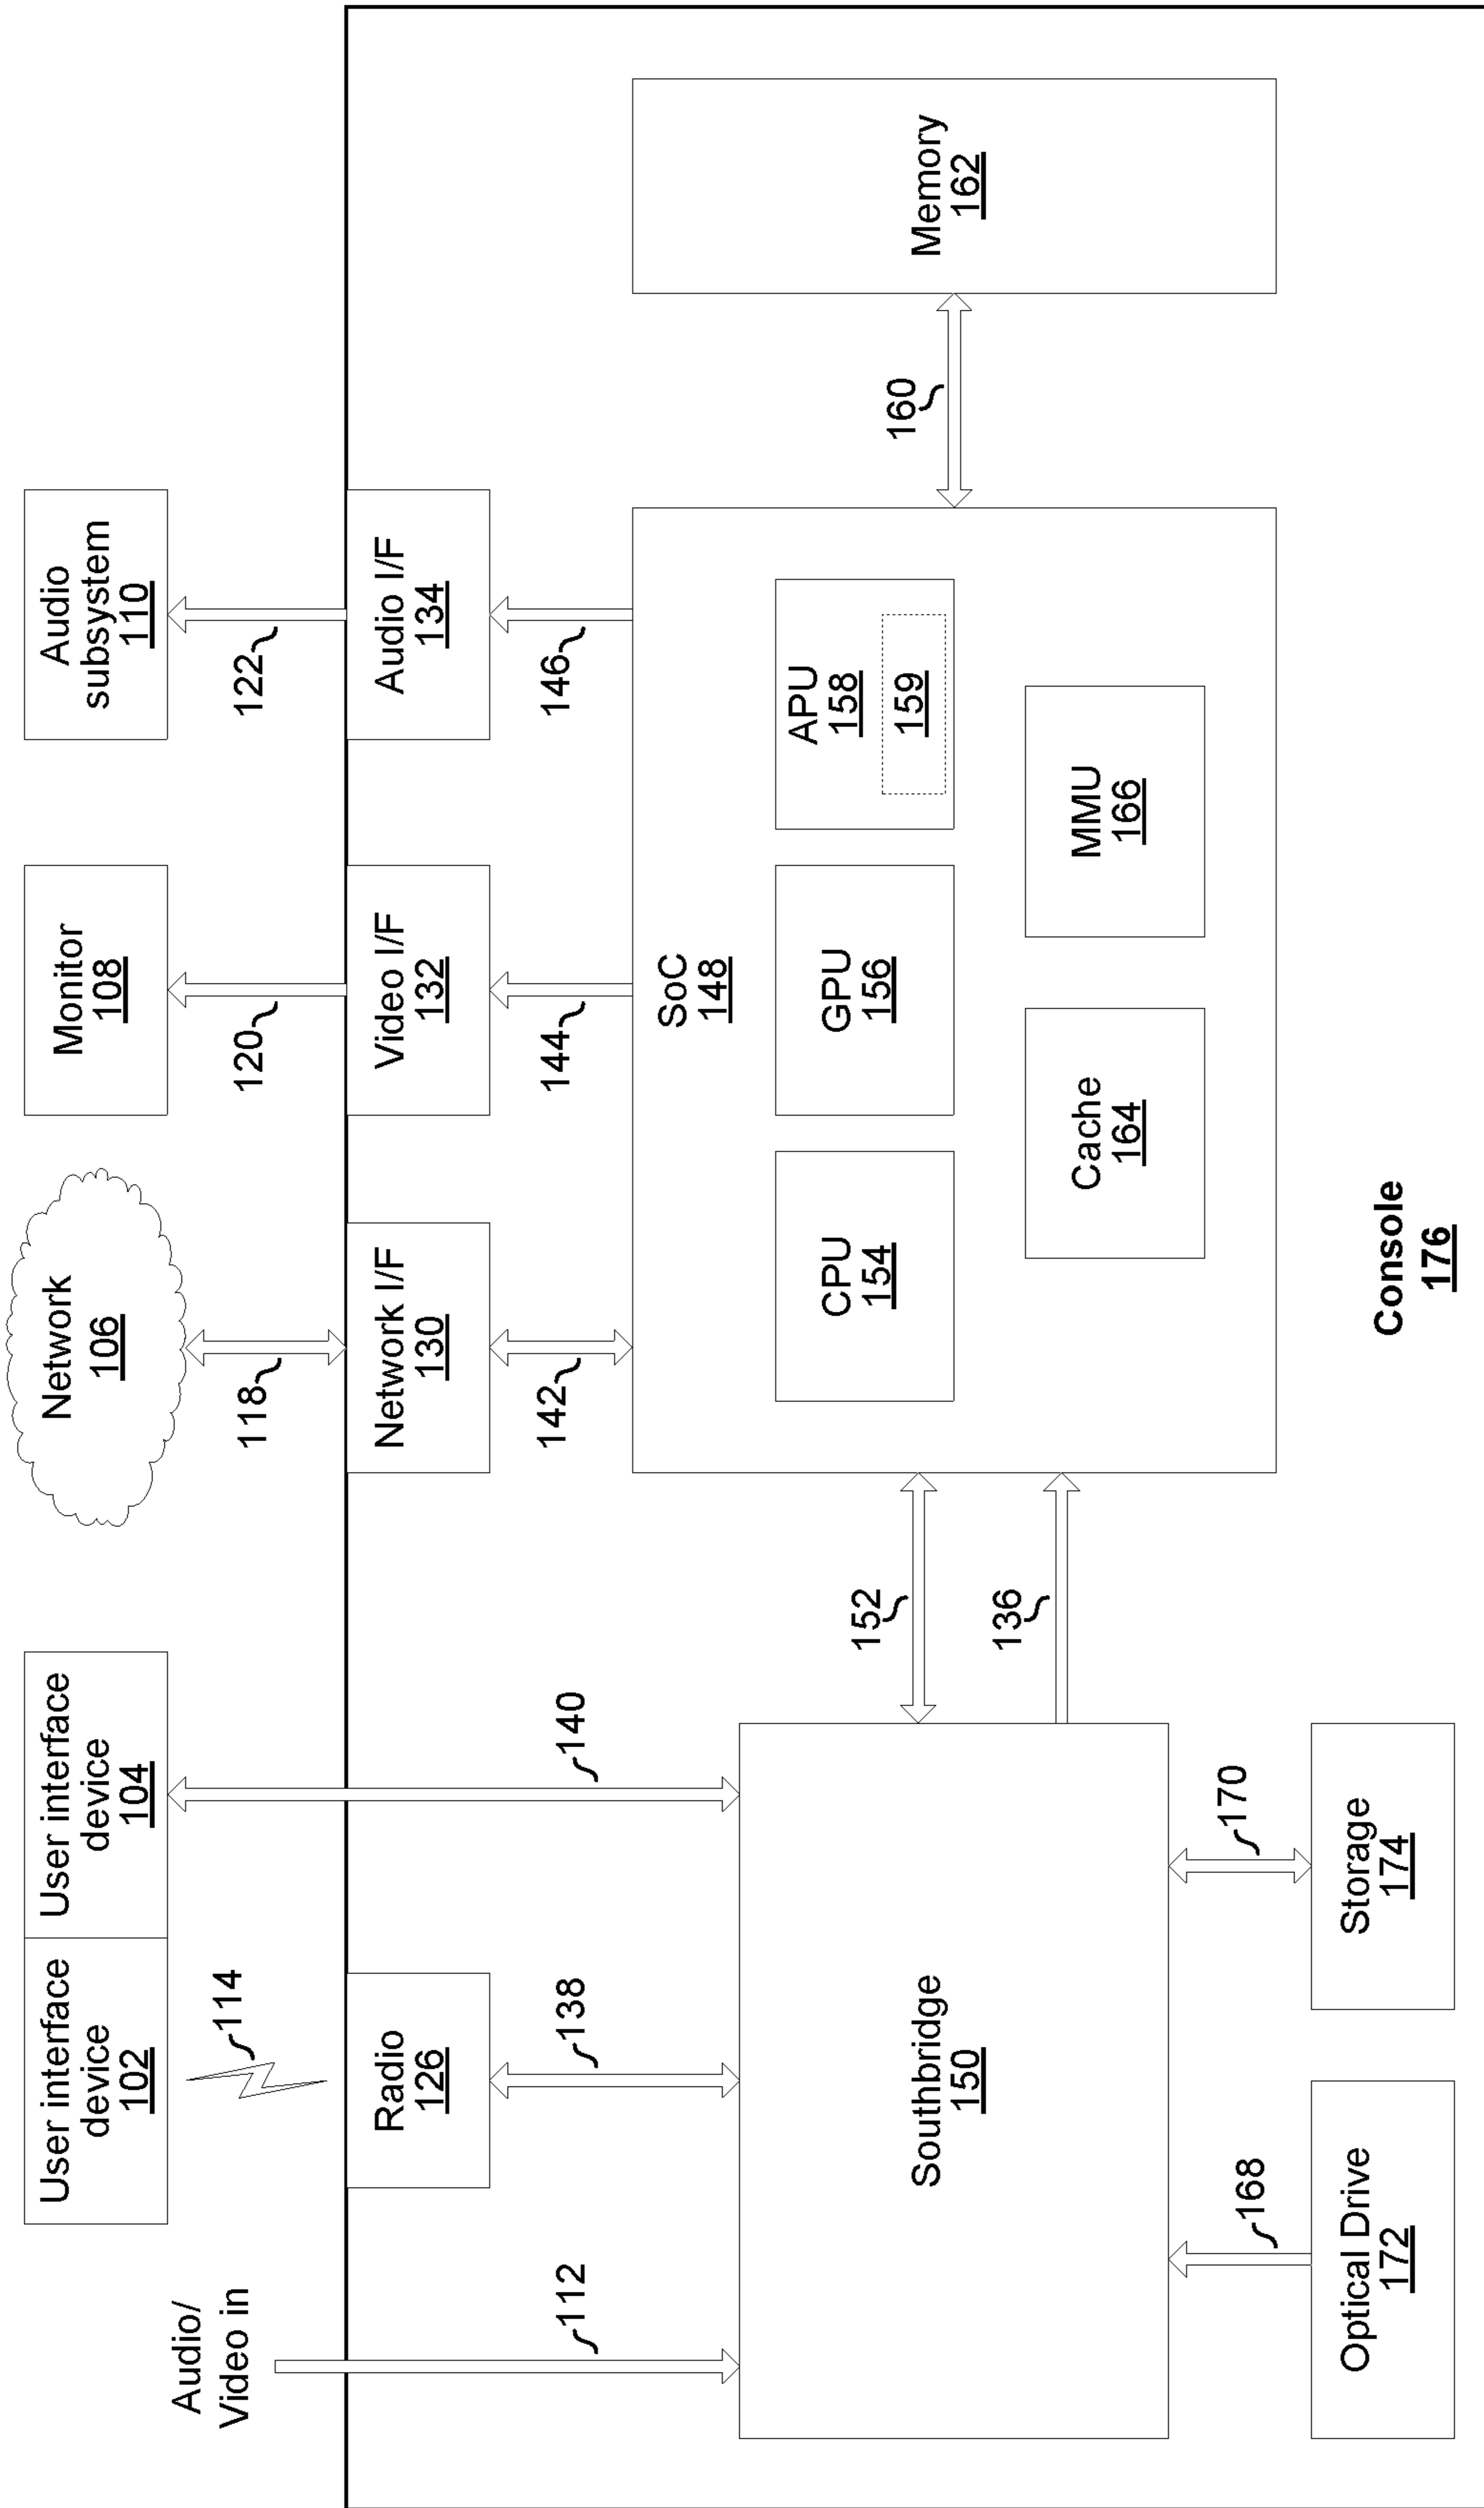 Audio/
Video in
User interface
device
102
User interface
device
104
Network
106
Monitor
108
Audio
subsystem
110
114
118
120
122
Radio
126
Network I/F
130
Video I/F
132
Audio I/F
134
112
138
140
142
144
146
SoC
148
CPU
154
GPU
156
APU
158
159
Cache
164
MMU
166
Southbridge
150
152
136
160
Memory
162
168
170
Optical Drive
172
Storage
174
Console
176